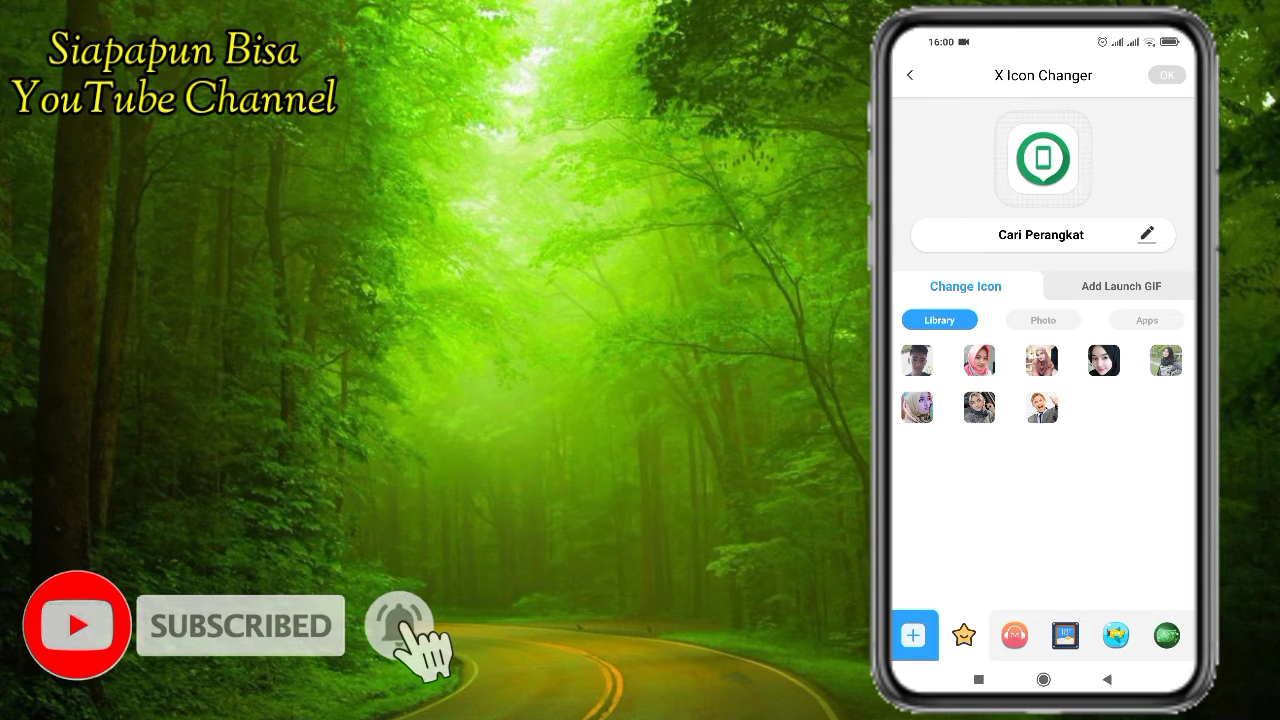 Siapapun Bisa
YouTube Channel
16:00
X Icon Changer
OK
Cari Perangkat
Change Icon
Add Launch GIF
Library
Photo
Apps
SUBSCRIBED